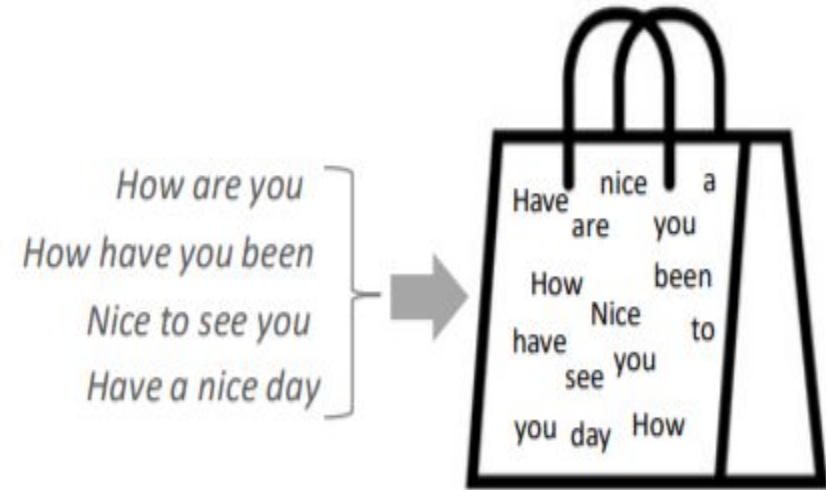 How are you
How have you been
Nice to see you
Have a nice day
Have nice a
are you
How been
Nice to
have you
see
you day How